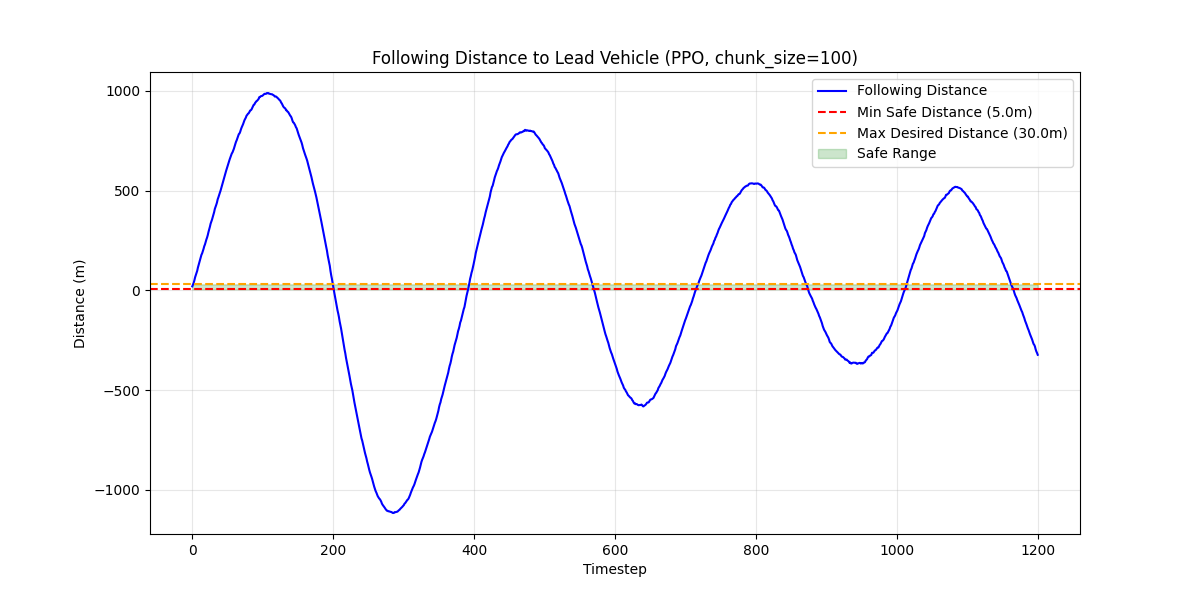 Following Distance to Lead Vehicle (PPO, chunk_size=100)
Following Distance
Min Safe Distance (5.0m)
Max Desired Distance (30.0m)
Safe Range
Distance (m)
1000
500
0
−500
−1000
0 200 400 600 800 1000 1200
Timestep